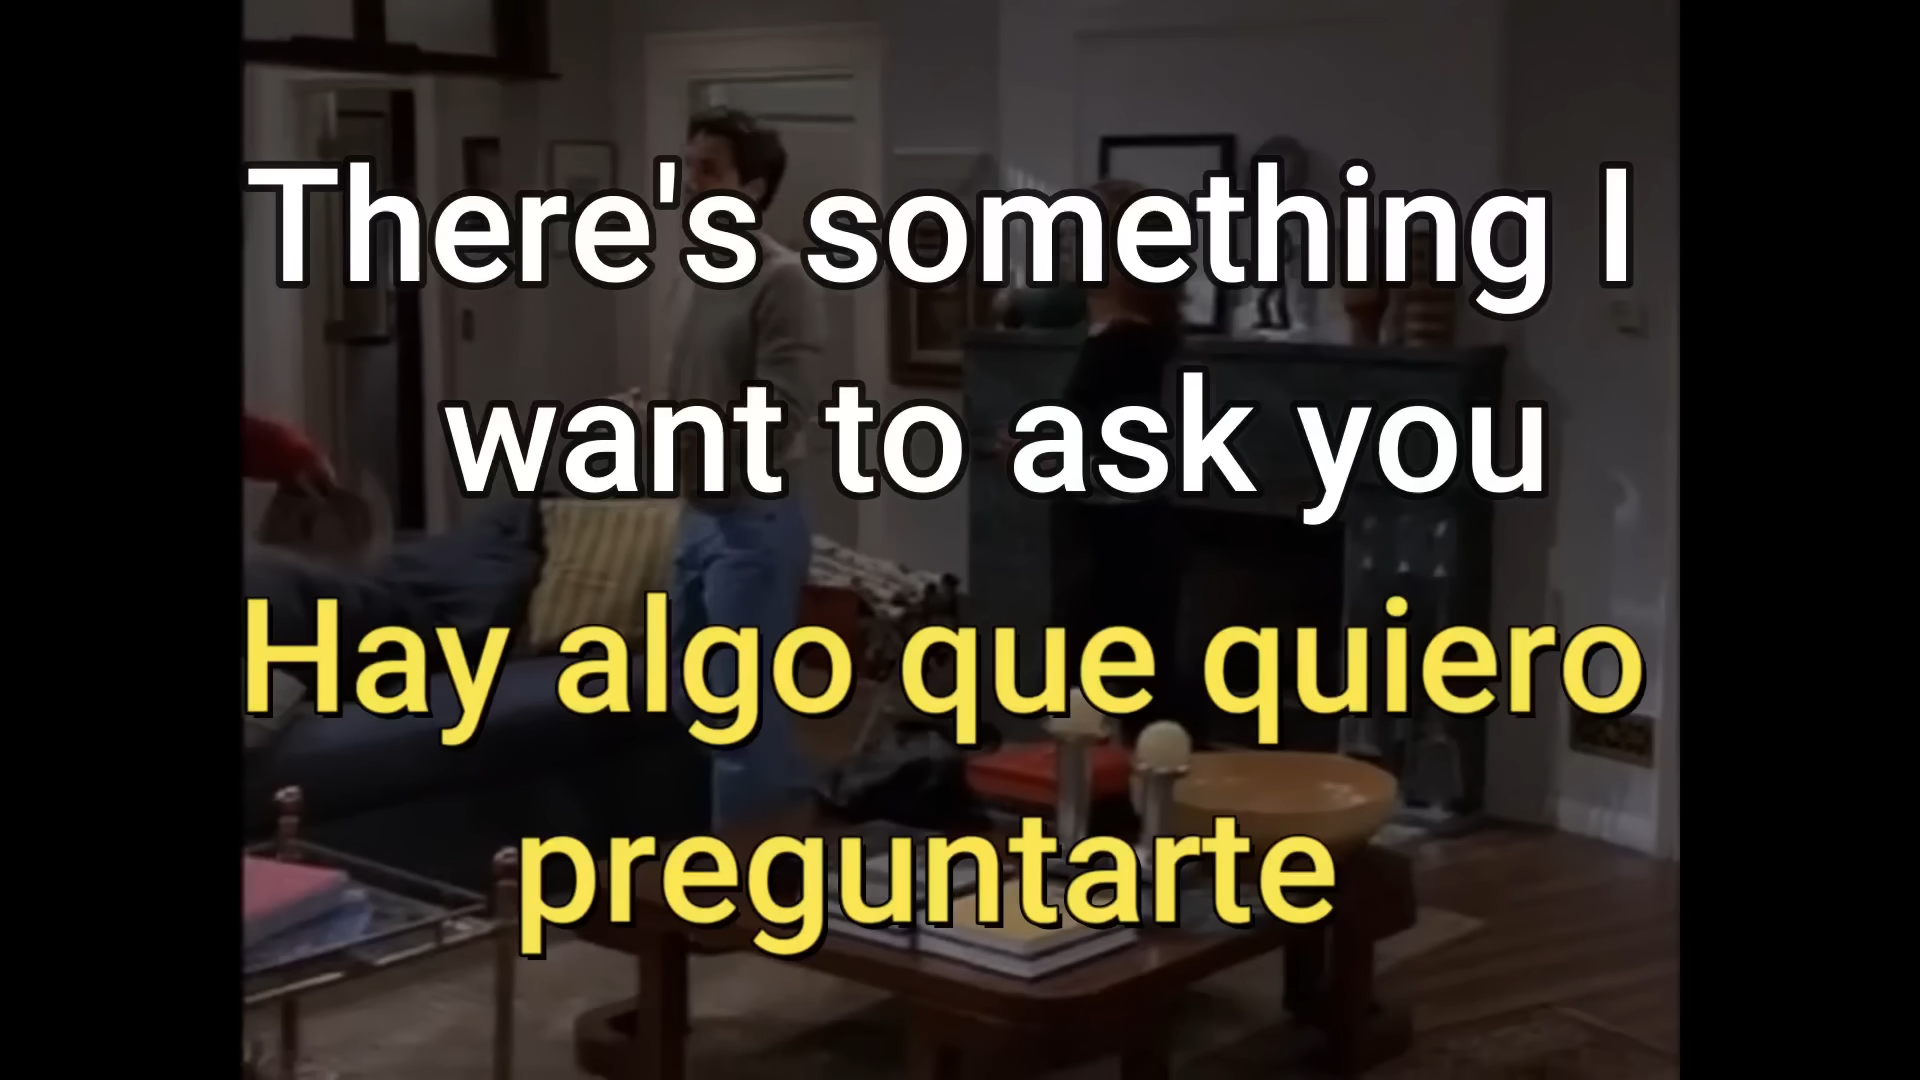 There's something I
want to ask you
Hay algo que quiero
preguntarte